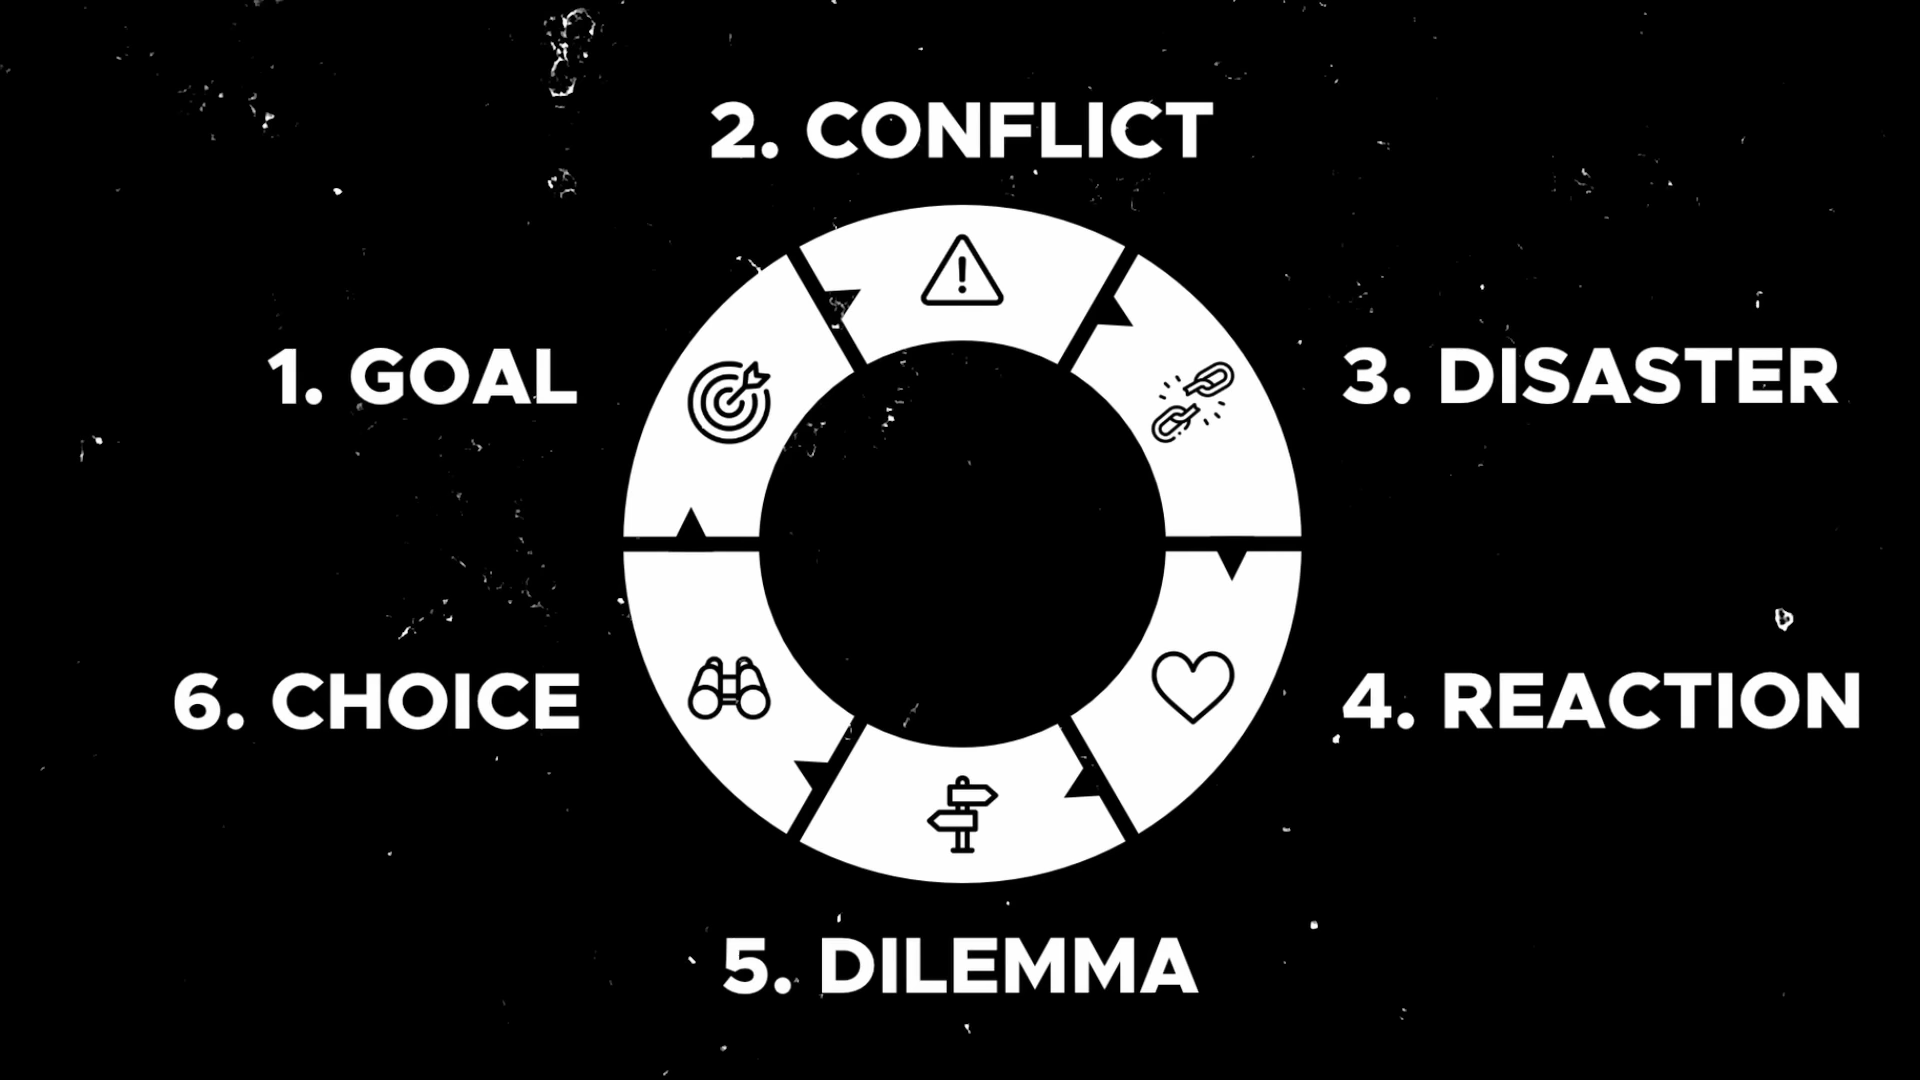 1. GOAL
2. CONFLICT
3. DISASTER
4. REACTION
5. DILEMMA
6. CHOICE